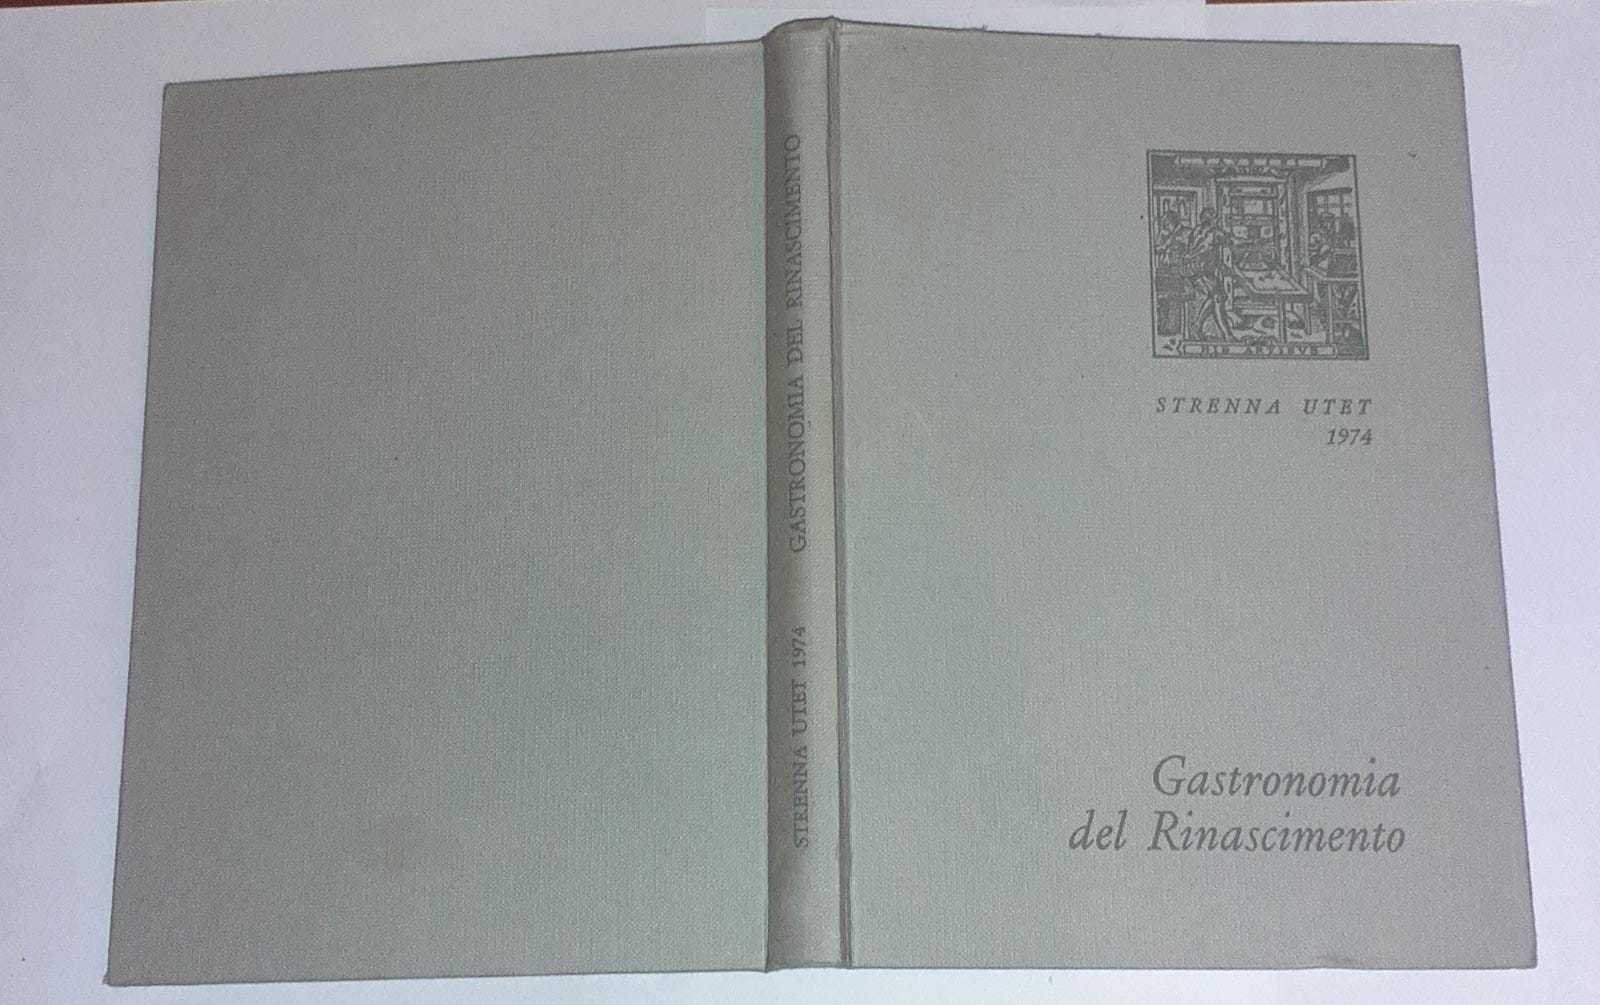 STRENNA UTET 1974 GASTRONOMIA DEL RINASCIMENTO
STRENNA UTET
1974
Gastronomia
del Rinascimento